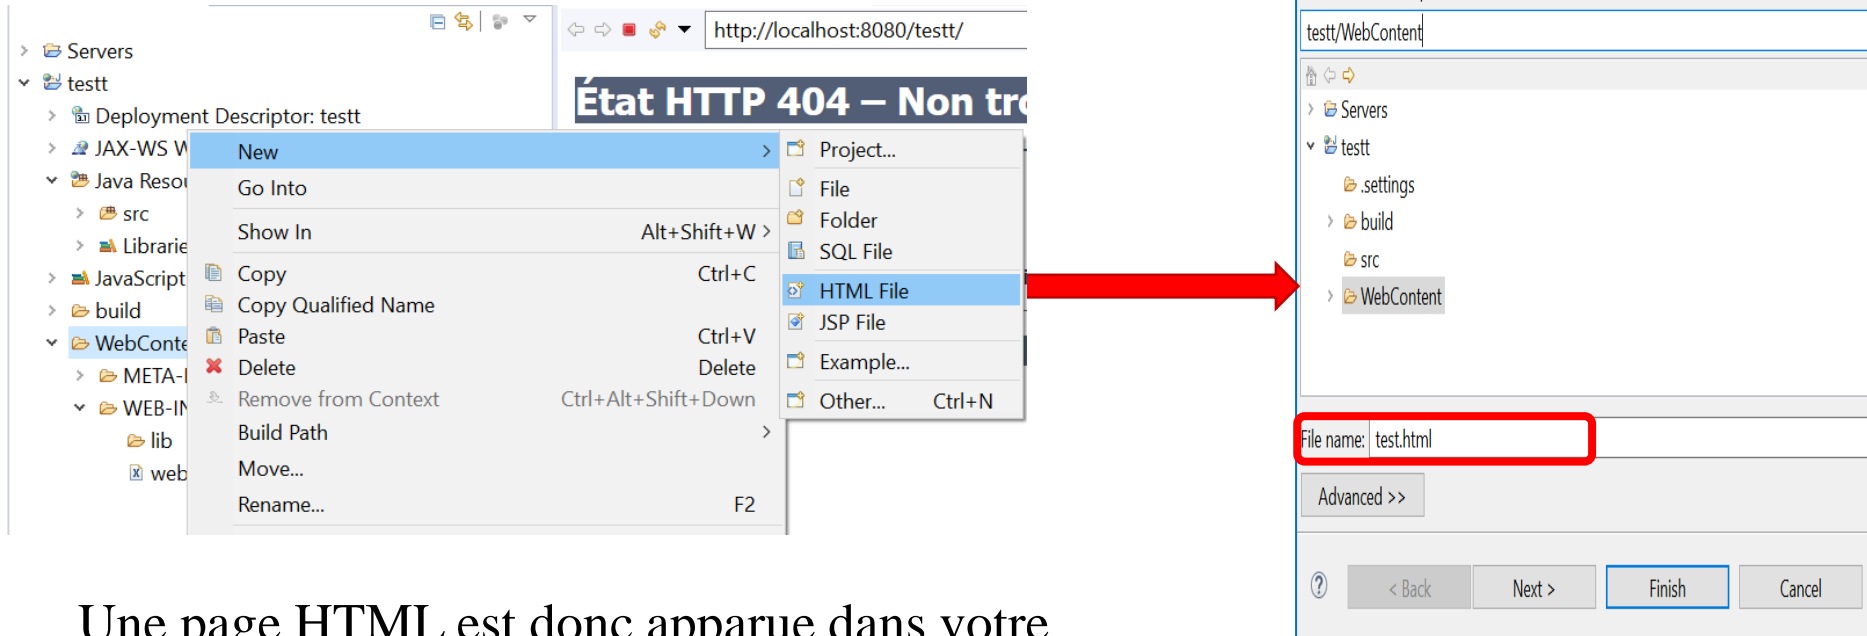 Servers
testt
Deployment Descriptor: testt
JAX-WS W
Java Resou
src
Librarie
JavaScript
build
WebConte
META-I
WEB-IN
lib
web
New
Go Into
Show In Alt+Shift+W
Copy Ctrl+C
Copy Qualified Name
Paste Ctrl+V
Delete Delete
Remove from Context Ctrl+Alt+Shift+Down
Build Path
Move...
Rename... F2
Project...
File
Folder
SQL File
HTML File
JSP File
Example...
Other... Ctrl+N
http://localhost:8080/testt/
État HTTP 404 – Non tro
testt/WebContent
Servers
testt
.settings
build
src
WebContent
File name: test.html
Advanced >>
< Back Next > Finish Cancel
Une page HTML est donc apparue dans votre